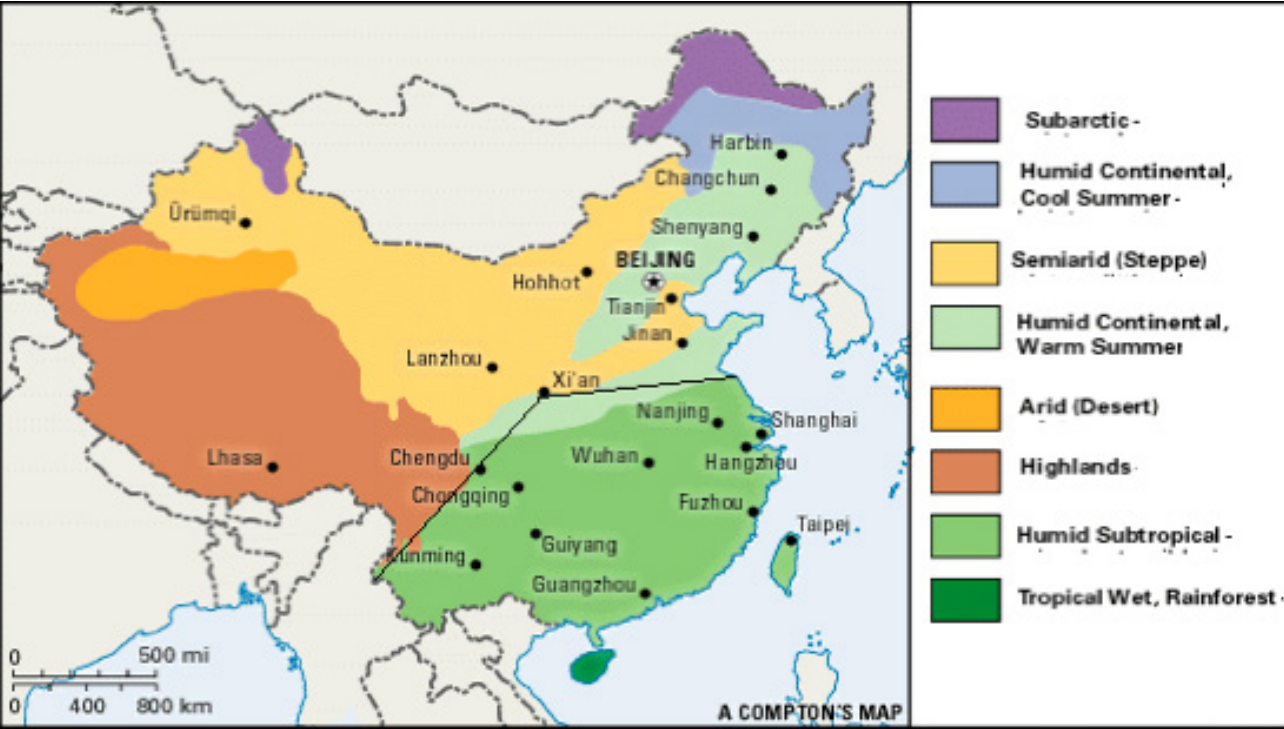 Harbin
Changchun
Ürümqi
Shenyang
BEIJING
Hohhot
Tianjin
Jinan
Lanzhou
Xi'an
Nanjing
Shanghai
Lhasa
Chengdu
Wuhan
Hangzhou
Chongqing
Fuzhou
Taipei
Kunming
Guiyang
Guangzhou
0 500 mi
0 400 800 km
A COMPTON'S MAP
Subarctic -
Humid Continental,
Cool Summer -
Semiarid (Steppe)
Humid Continental,
Warm Summer
Arid (Desert)
Highlands
Humid Subtropical -
Tropical Wet, Rainforest -